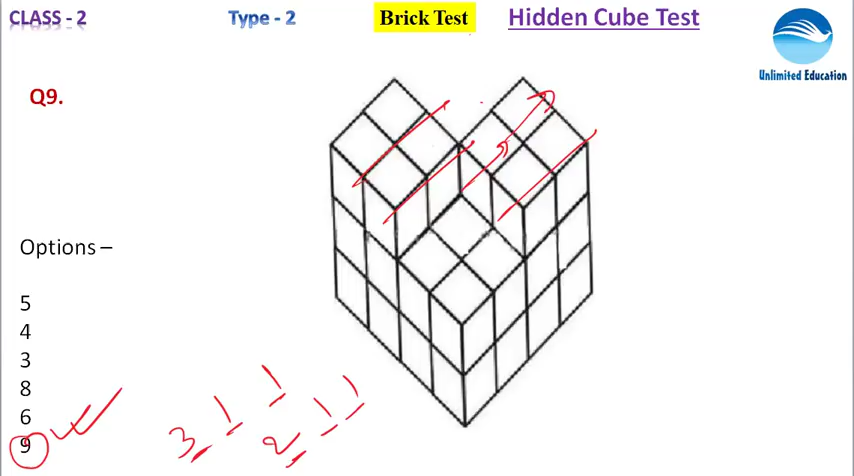 CLASS - 2
Type - 2
Brick Test
Hidden Cube Test
Unlimited Education
Q9.
Options –
5
4
3
8
6
9
3 1 1
2 1 1